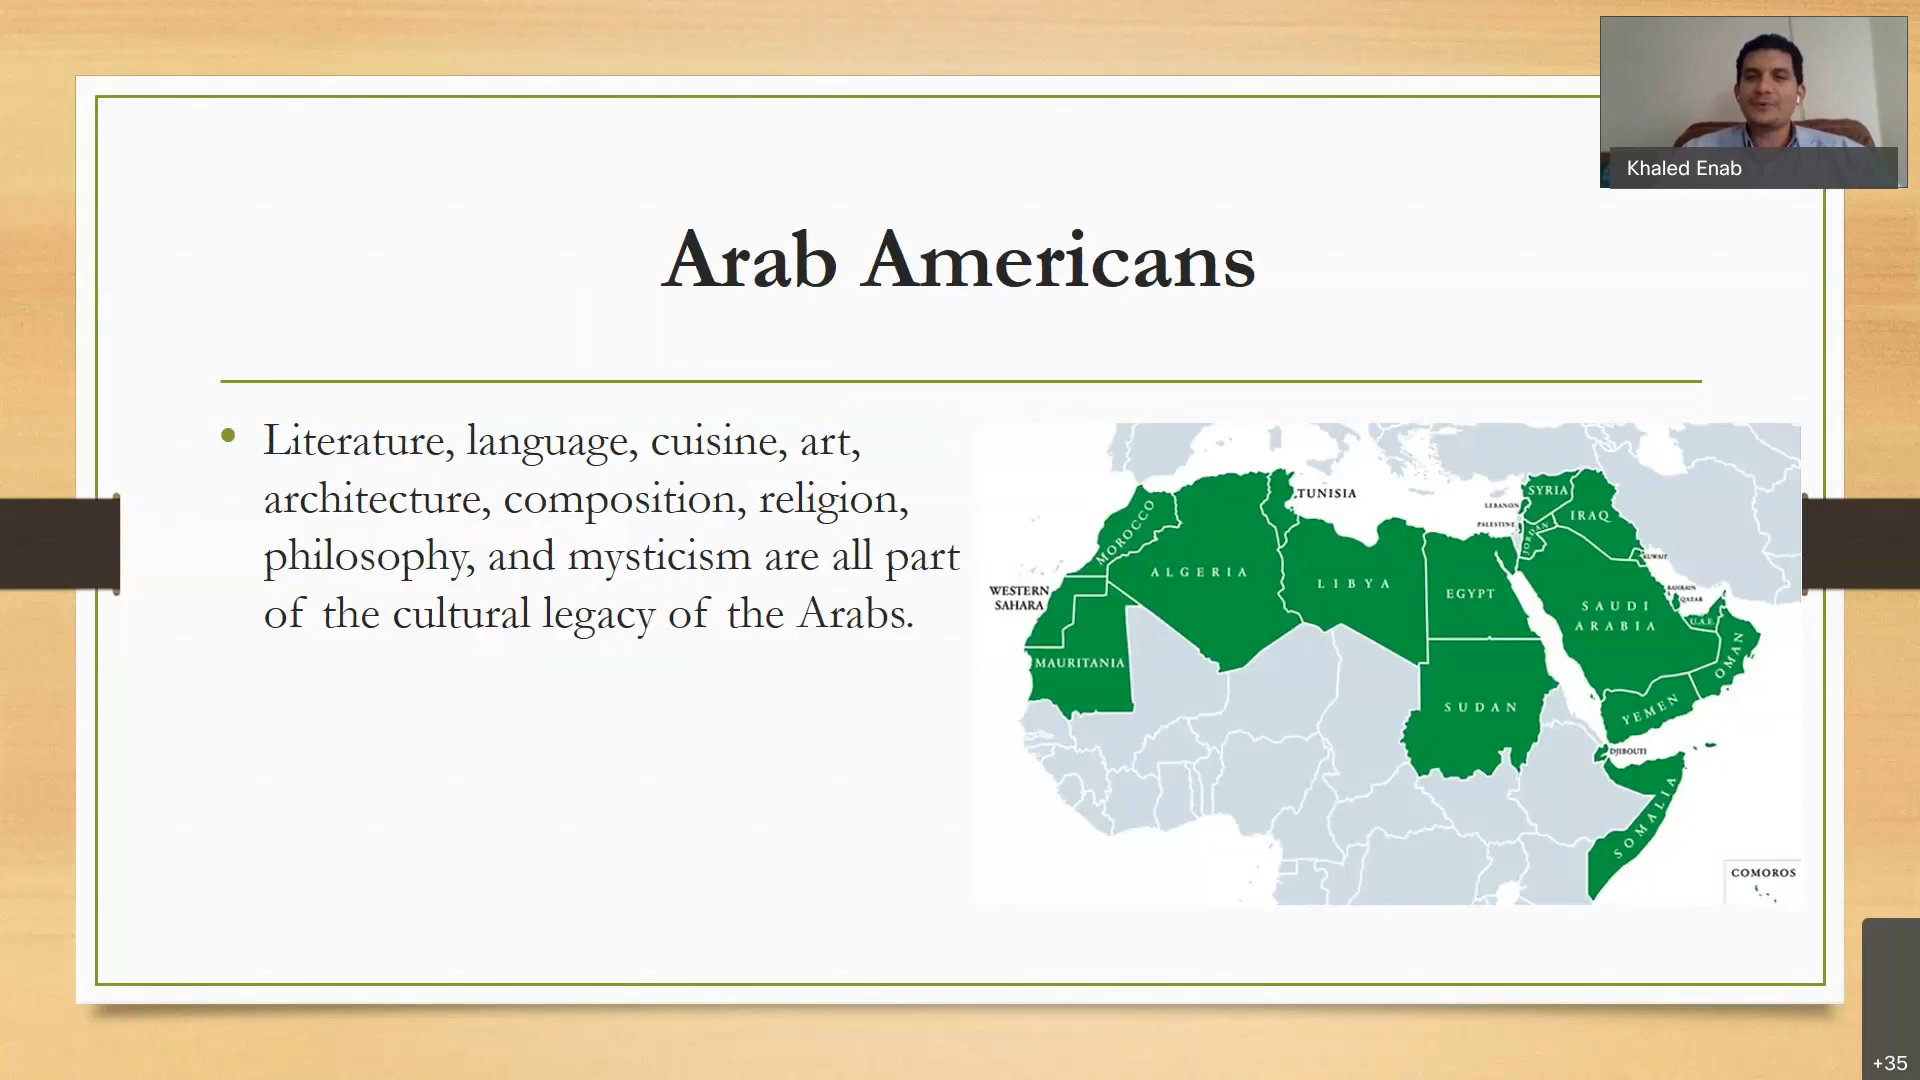 Khaled Enab
Arab Americans
• Literature, language, cuisine, art,
architecture, composition, religion,
philosophy, and mysticism are all part
of the cultural legacy of the Arabs.
TUNISIA
SYRIA
LEBANON
PALESTINE
IRAQ
JORDAN
MOROCCO
KUWAIT
ALGERIA
LIBYA
EGYPT
WESTERN
SAHARA
BAHRAIN
QATAR
SAUDI
ARABIA
U.A.E.
OMAN
MAURITANIA
SUDAN
YEMEN
DJIBOUTI
SOMALIA
COMOROS
+35